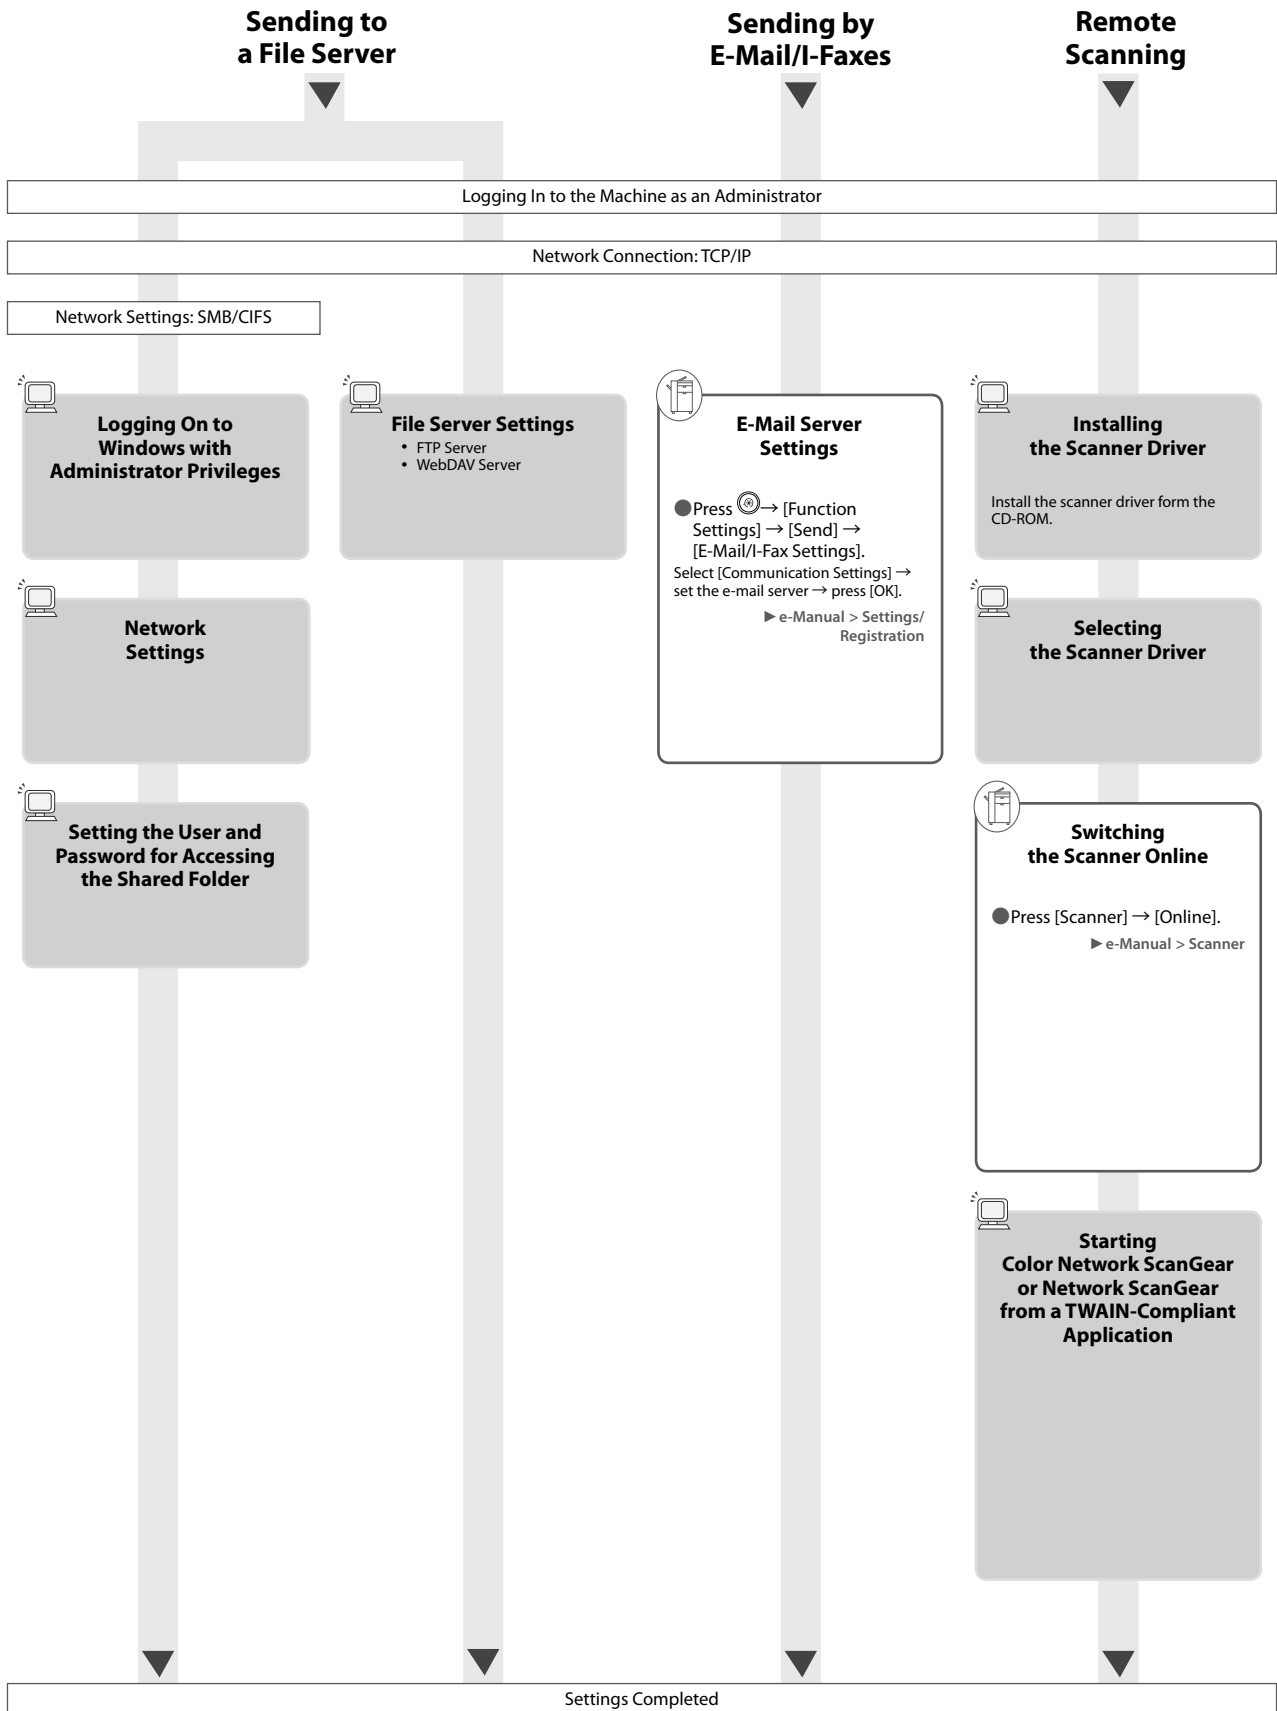 Sending to
a File Server
Sending by
E-Mail/I-Faxes
Remote
Scanning
Logging In to the Machine as an Administrator
Network Connection: TCP/IP
Network Settings: SMB/CIFS
Logging On to
Windows with
Administrator Privileges
Network
Settings
Setting the User and
Password for Accessing
the Shared Folder
File Server Settings
• FTP Server
• WebDAV Server
E-Mail Server
Settings
●Press → [Function
Settings] → [Send] →
[E-Mail/I-Fax Settings].
Select [Communication Settings] →
set the e-mail server → press [OK].
►e-Manual > Settings/
Registration
Installing
the Scanner Driver
Install the scanner driver form the
CD-ROM.
Selecting
the Scanner Driver
Switching
the Scanner Online
●Press [Scanner] → [Online].
►e-Manual > Scanner
Starting
Color Network ScanGear
or Network ScanGear
from a TWAIN-Compliant
Application
Settings Completed